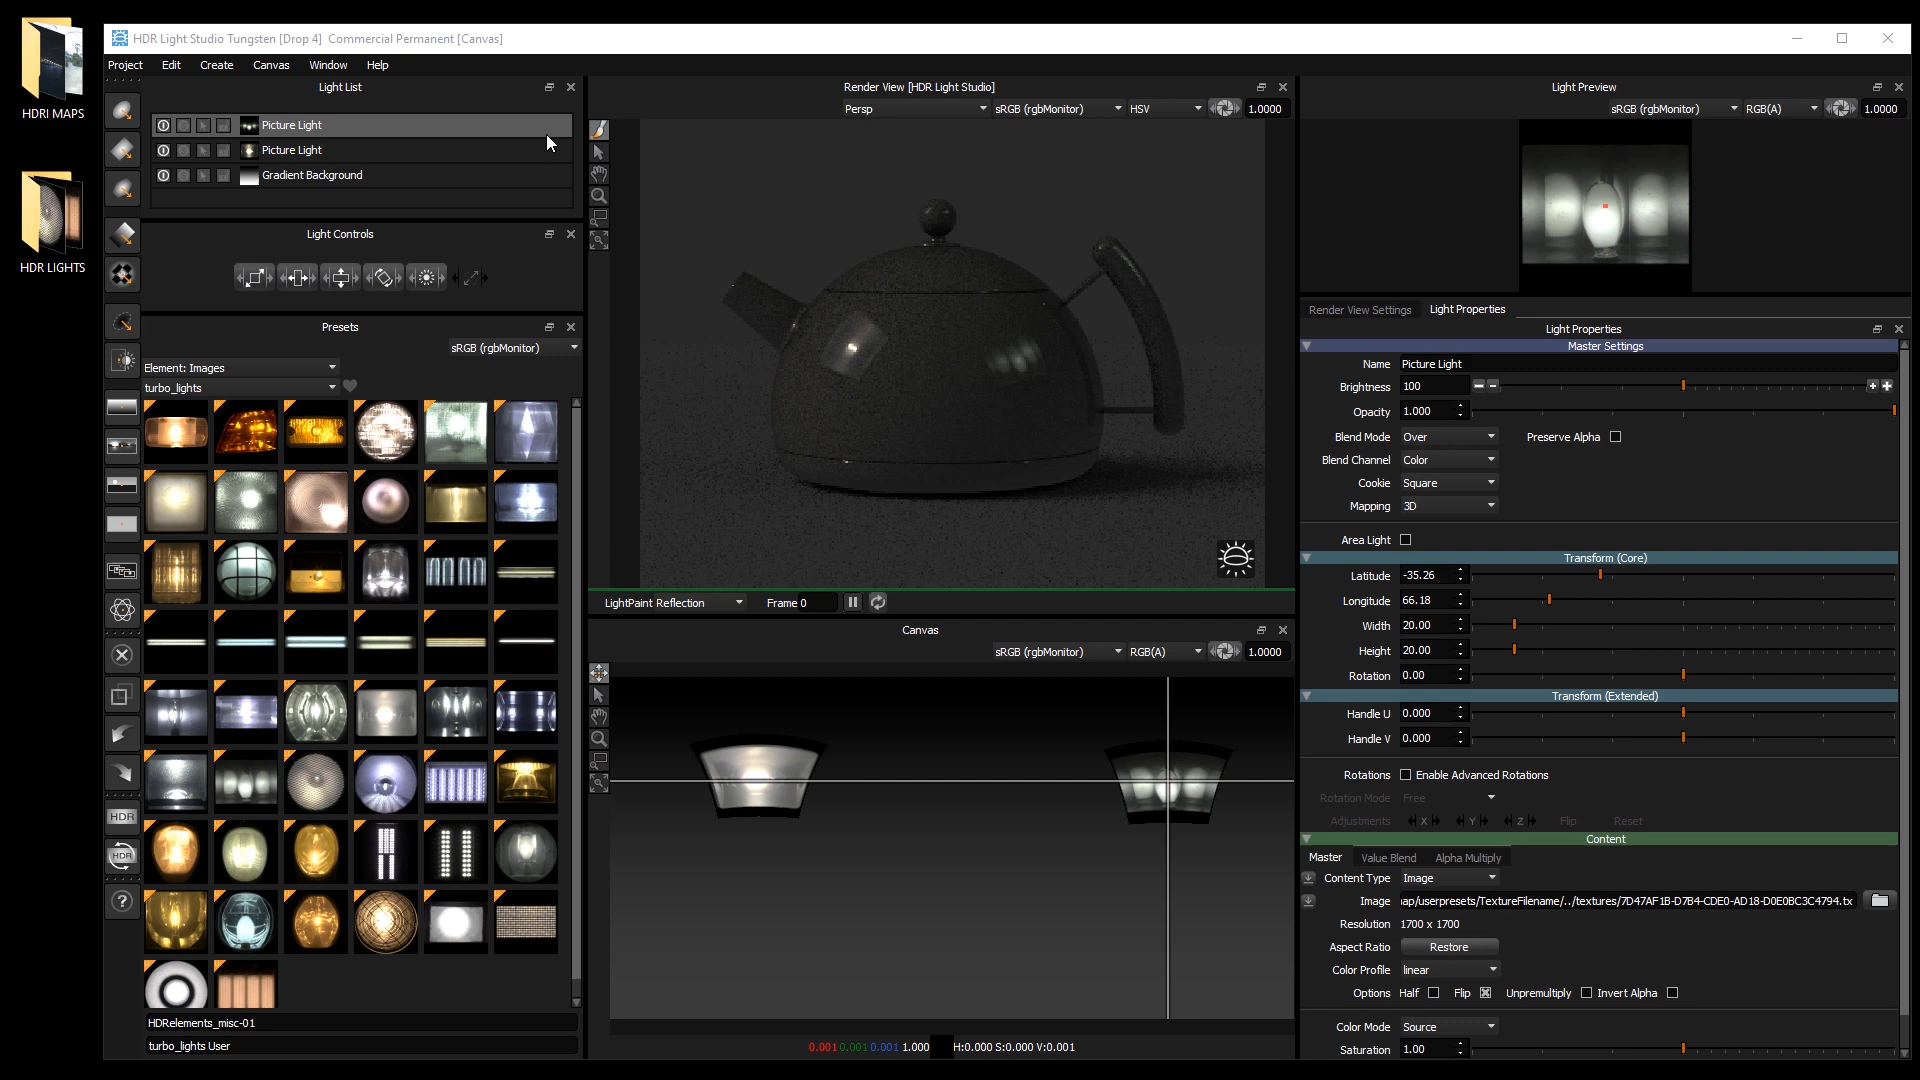 HDR Light Studio Tungsten [Drop 4]  Commercial Permanent [Canvas]
HDRI MAPS
HDR LIGHTS
Project Edit Create Canvas Window Help
Light List
Picture Light
Picture Light
Gradient Background
Light Controls
Presets
sRGB (rgbMonitor)
Element: Images
turbo_lights
HDR
HDR
?
HDRelements_misc-01
turbo_lights User
Render View [HDR Light Studio]
Persp sRGB (rgbMonitor) HSV 1.0000
LightPaint Reflection Frame 0
Canvas
sRGB (rgbMonitor) RGB(A) 1.0000
0.001 0.001 0.001 1.000 H:0.000 S:0.000 V:0.001
Light Preview
sRGB (rgbMonitor) RGB(A) 1.0000
Render View Settings Light Properties
Light Properties
Master Settings
Name Picture Light
Brightness 100
Opacity 1.000
Blend Mode Over Preserve Alpha
Blend Channel Color
Cookie Square
Mapping 3D
Area Light
Transform (Core)
Latitude -35.26
Longitude 66.18
Width 20.00
Height 20.00
Rotation 0.00
Transform (Extended)
Handle U 0.000
Handle V 0.000
Rotations Enable Advanced Rotations
Rotation Mode Free
Adjustments X Y Z Flip Reset
Content
Master Value Blend Alpha Multiply
Content Type Image
Image ıap/userpresets/TextureFilename/../textures/7D47AF1B-D7B4-CDE0-AD18-D0E0BC3C4794.tx
Resolution 1700 x 1700
Aspect Ratio Restore
Color Profile linear
Options Half Flip Unpremultiply Invert Alpha
Color Mode Source
Saturation 1.00